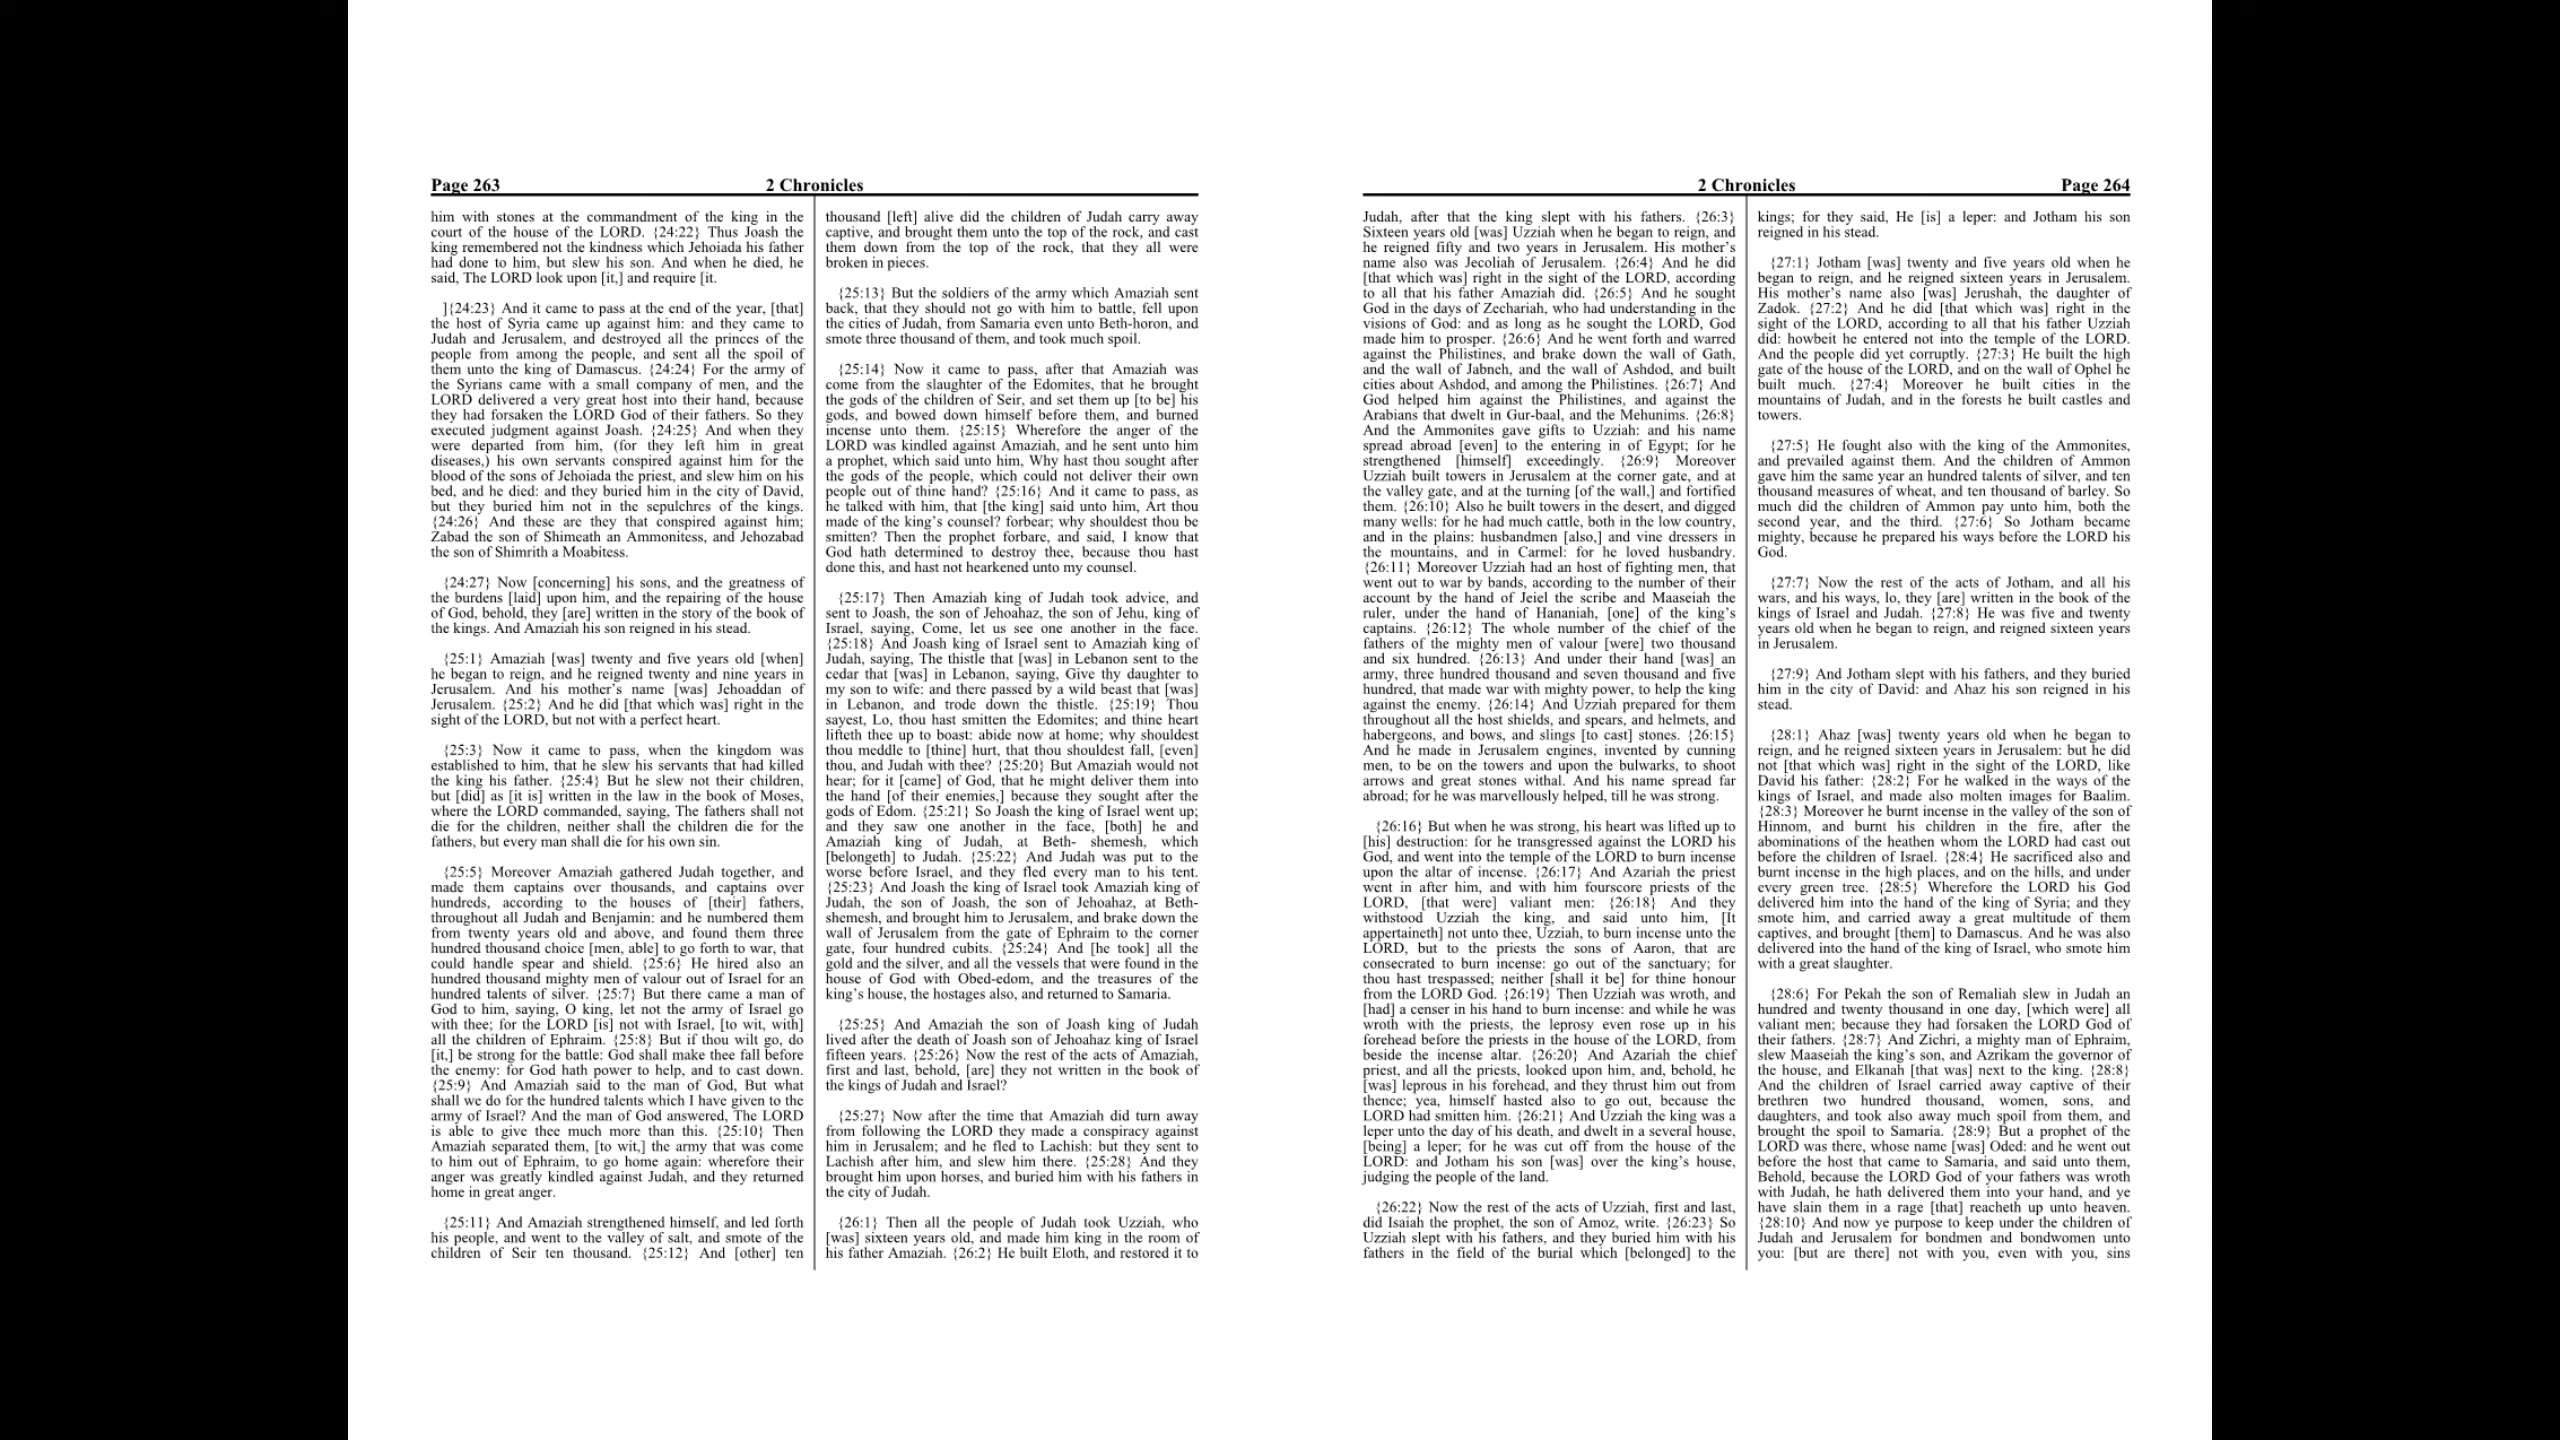 Page 263
2 Chronicles
him with stones at the commandment of the king in the
court of the house of the LORD. {24:22} Thus Joash the
king remembered not the kindness which Jehoiada his father
had done to him, but slew his son. And when he died, he
said, The LORD look upon [it,] and require [it.
]{24:23} And it came to pass at the end of the year, [that]
the host of Syria came up against him: and they came to
Judah and Jerusalem, and destroyed all the princes of the
people from among the people, and sent all the spoil of
them unto the king of Damascus. {24:24} For the army of
the Syrians came with a small company of men, and the
LORD delivered a very great host into their hand, because
they had forsaken the LORD God of their fathers. So they
executed judgment against Joash. {24:25} And when they
were departed from him, (for they left him in great
diseases,) his own servants conspired against him for the
blood of the sons of Jehoiada the priest, and slew him on his
bed, and he died: and they buried him in the city of David,
but they buried him not in the sepulchres of the kings.
{24:26} And these are they that conspired against him;
Zabad the son of Shimeath an Ammonitess, and Jehozabad
the son of Shimrith a Moabitess.
{24:27} Now [concerning] his sons, and the greatness of
the burdens [laid] upon him, and the repairing of the house
of God, behold, they [are] written in the story of the book of
the kings. And Amaziah his son reigned in his stead.
{25:1} Amaziah [was] twenty and five years old [when]
he began to reign, and he reigned twenty and nine years in
Jerusalem. And his mother's name [was] Jehoaddan of
Jerusalem. {25:2} And he did [that which was] right in the
sight of the LORD, but not with a perfect heart.
{25:3} Now it came to pass, when the kingdom was
established to him, that he slew his servants that had killed
the king his father. {25:4} But he slew not their children,
but [did] as [it is] written in the law in the book of Moses,
where the LORD commanded, saying, The fathers shall not
die for the children, neither shall the children die for the
fathers, but every man shall die for his own sin.
{25:5} Moreover Amaziah gathered Judah together, and
made them captains over thousands, and captains over
hundreds, according to the houses of [their] fathers,
throughout all Judah and Benjamin: and he numbered them
from twenty years old and above, and found them three
hundred thousand choice [men, able] to go forth to war, that
could handle spear and shield. {25:6} He hired also an
hundred thousand mighty men of valour out of Israel for an
hundred talents of silver. {25:7} But there came a man of
God to him, saying, O king, let not the army of Israel go
with thee; for the LORD [is] not with Israel, [to wit, with]
all the children of Ephraim. {25:8} But if thou wilt go, do
[it,] be strong for the battle: God shall make thee fall before
the enemy: for God hath power to help, and to cast down.
{25:9} And Amaziah said to the man of God, But what
shall we do for the hundred talents which I have given to the
army of Israel? And the man of God answered, The LORD
is able to give thee much more than this. {25:10} Then
Amaziah separated them, [to wit,] the army that was come
to him out of Ephraim, to go home again: wherefore their
anger was greatly kindled against Judah, and they returned
home in great anger.
{25:11} And Amaziah strengthened himself, and led forth
his people, and went to the valley of salt, and smote of the
children of Seir ten thousand. {25:12} And [other] ten
thousand [left] alive did the children of Judah carry away
captive, and brought them unto the top of the rock, and cast
them down from the top of the rock, that they all were
broken in pieces.
{25:13} But the soldiers of the army which Amaziah sent
back, that they should not go with him to battle, fell upon
the cities of Judah, from Samaria even unto Beth-horon, and
smote three thousand of them, and took much spoil.
{25:14} Now it came to pass, after that Amaziah was
come from the slaughter of the Edomites, that he brought
the gods of the children of Seir, and set them up [to be] his
gods, and bowed down himself before them, and burned
incense unto them. {25:15} Wherefore the anger of the
LORD was kindled against Amaziah, and he sent unto him
a prophet, which said unto him, Why hast thou sought after
the gods of the people, which could not deliver their own
people out of thine hand? {25:16} And it came to pass, as
he talked with him, that [the king] said unto him, Art thou
made of the king's counsel? forbear; why shouldest thou be
smitten? Then the prophet forbare, and said, I know that
God hath determined to destroy thee, because thou hast
done this, and hast not hearkened unto my counsel.
{25:17} Then Amaziah king of Judah took advice, and
sent to Joash, the son of Jehoahaz, the son of Jehu, king of
Israel, saying, Come, let us see one another in the face.
{25:18} And Joash king of Israel sent to Amaziah king of
Judah, saying, The thistle that [was] in Lebanon sent to the
cedar that [was] in Lebanon, saying, Give thy daughter to
my son to wife: and there passed by a wild beast that [was]
in Lebanon, and trode down the thistle. {25:19} Thou
sayest, Lo, thou hast smitten the Edomites; and thine heart
lifteth thee up to boast: abide now at home; why shouldest
thou meddle to [thine] hurt, that thou shouldest fall, [even]
thou, and Judah with thee? {25:20} But Amaziah would not
hear; for it [came] of God, that he might deliver them into
the hand [of their enemies,] because they sought after the
gods of Edom. {25:21} So Joash the king of Israel went up;
and they saw one another in the face, [both] he and
Amaziah king of Judah, at Beth- shemesh, which
[belongeth] to Judah. {25:22} And Judah was put to the
worse before Israel, and they fled every man to his tent.
{25:23} And Joash the king of Israel took Amaziah king of
Judah, the son of Joash, the son of Jehoahaz, at Beth-
shemesh, and brought him to Jerusalem, and brake down the
wall of Jerusalem from the gate of Ephraim to the corner
gate, four hundred cubits. {25:24} And [he took] all the
gold and the silver, and all the vessels that were found in the
house of God with Obed-edom, and the treasures of the
king's house, the hostages also, and returned to Samaria.
{25:25} And Amaziah the son of Joash king of Judah
lived after the death of Joash son of Jehoahaz king of Israel
fifteen years. {25:26} Now the rest of the acts of Amaziah,
first and last, behold, [are] they not written in the book of
the kings of Judah and Israel?
{25:27} Now after the time that Amaziah did turn away
from following the LORD they made a conspiracy against
him in Jerusalem; and he fled to Lachish: but they sent to
Lachish after him, and slew him there. {25:28} And they
brought him upon horses, and buried him with his fathers in
the city of Judah.
{26:1} Then all the people of Judah took Uzziah, who
[was] sixteen years old, and made him king in the room of
his father Amaziah. {26:2} He built Eloth, and restored it to
2 Chronicles
Page 264
Judah, after that the king slept with his fathers. {26:3}
Sixteen years old [was] Uzziah when he began to reign, and
he reigned fifty and two years in Jerusalem. His mother's
name also was Jecoliah of Jerusalem. {26:4} And he did
[that which was] right in the sight of the LORD, according
to all that his father Amaziah did. {26:5} And he sought
God in the days of Zechariah, who had understanding in the
visions of God: and as long as he sought the LORD, God
made him to prosper. {26:6} And he went forth and warred
against the Philistines, and brake down the wall of Gath,
and the wall of Jabneh, and the wall of Ashdod, and built
cities about Ashdod, and among the Philistines. {26:7} And
God helped him against the Philistines, and against the
Arabians that dwelt in Gur-baal, and the Mehunims. {26:8}
And the Ammonites gave gifts to Uzziah: and his name
spread abroad [even] to the entering in of Egypt; for he
strengthened [himself] exceedingly. {26:9} Moreover
Uzziah built towers in Jerusalem at the corner gate, and at
the valley gate, and at the turning [of the wall,] and fortified
them. {26:10} Also he built towers in the desert, and digged
many wells: for he had much cattle, both in the low country,
and in the plains: husbandmen [also,] and vine dressers in
the mountains, and in Carmel: for he loved husbandry.
{26:11} Moreover Uzziah had an host of fighting men, that
went out to war by bands, according to the number of their
account by the hand of Jeiel the scribe and Maaseiah the
ruler, under the hand of Hananiah, [one] of the king's
captains. {26:12} The whole number of the chief of the
fathers of the mighty men of valour [were] two thousand
and six hundred. {26:13} And under their hand [was] an
army, three hundred thousand and seven thousand and five
hundred, that made war with mighty power, to help the king
against the enemy. {26:14} And Uzziah prepared for them
throughout all the host shields, and spears, and helmets, and
habergeons, and bows, and slings [to cast] stones. {26:15}
And he made in Jerusalem engines, invented by cunning
men, to be on the towers and upon the bulwarks, to shoot
arrows and great stones withal. And his name spread far
abroad; for he was marvellously helped, till he was strong.
{26:16} But when he was strong, his heart was lifted up to
[his] destruction: for he transgressed against the LORD his
God, and went into the temple of the LORD to burn incense
upon the altar of incense. {26:17} And Azariah the priest
went in after him, and with him fourscore priests of the
LORD, [that were] valiant men: {26:18} And they
withstood Uzziah the king, and said unto him, [It
appertaineth] not unto thee, Uzziah, to burn incense unto the
LORD, but to the priests the sons of Aaron, that are
consecrated to burn incense: go out of the sanctuary; for
thou hast trespassed; neither [shall it be] for thine honour
from the LORD God. {26:19} Then Uzziah was wroth, and
[had] a censer in his hand to burn incense: and while he was
wroth with the priests, the leprosy even rose up in his
forehead before the priests in the house of the LORD, from
beside the incense altar. {26:20} And Azariah the chief
priest, and all the priests, looked upon him, and, behold, he
[was] leprous in his forehead, and they thrust him out from
thence; yea, himself hasted also to go out, because the
LORD had smitten him. {26:21} And Uzziah the king was a
leper unto the day of his death, and dwelt in a several house,
[being] a leper; for he was cut off from the house of the
LORD: and Jotham his son [was] over the king's house,
judging the people of the land.
{26:22} Now the rest of the acts of Uzziah, first and last,
did Isaiah the prophet, the son of Amoz, write. {26:23} So
Uzziah slept with his fathers, and they buried him with his
fathers in the field of the burial which [belonged] to the
kings; for they said, He [is] a leper: and Jotham his son
reigned in his stead.
{27:1} Jotham [was] twenty and five years old when he
began to reign, and he reigned sixteen years in Jerusalem.
His mother's name also [was] Jerushah, the daughter of
Zadok. {27:2} And he did [that which was] right in the
sight of the LORD, according to all that his father Uzziah
did: howbeit he entered not into the temple of the LORD.
And the people did yet corruptly. {27:3} He built the high
gate of the house of the LORD, and on the wall of Ophel he
built much. {27:4} Moreover he built cities in the
mountains of Judah, and in the forests he built castles and
towers.
{27:5} He fought also with the king of the Ammonites,
and prevailed against them. And the children of Ammon
gave him the same year an hundred talents of silver, and ten
thousand measures of wheat, and ten thousand of barley. So
much did the children of Ammon pay unto him, both the
second year, and the third. {27:6} So Jotham became
mighty, because he prepared his ways before the LORD his
God.
{27:7} Now the rest of the acts of Jotham, and all his
wars, and his ways, lo, they [are] written in the book of the
kings of Israel and Judah. {27:8} He was five and twenty
years old when he began to reign, and reigned sixteen years
in Jerusalem.
{27:9} And Jotham slept with his fathers, and they buried
him in the city of David: and Ahaz his son reigned in his
stead.
{28:1} Ahaz [was] twenty years old when he began to
reign, and he reigned sixteen years in Jerusalem: but he did
not [that which was] right in the sight of the LORD, like
David his father: {28:2} For he walked in the ways of the
kings of Israel, and made also molten images for Baalim.
{28:3} Moreover he burnt incense in the valley of the son of
Hinnom, and burnt his children in the fire, after the
abominations of the heathen whom the LORD had cast out
before the children of Israel. {28:4} He sacrificed also and
burnt incense in the high places, and on the hills, and under
every green tree. {28:5} Wherefore the LORD his God
delivered him into the hand of the king of Syria; and they
smote him, and carried away a great multitude of them
captives, and brought [them] to Damascus. And he was also
delivered into the hand of the king of Israel, who smote him
with a great slaughter.
{28:6} For Pekah the son of Remaliah slew in Judah an
hundred and twenty thousand in one day, [which were] all
valiant men; because they had forsaken the LORD God of
their fathers. {28:7} And Zichri, a mighty man of Ephraim,
slew Maaseiah the king's son, and Azrikam the governor of
the house, and Elkanah [that was] next to the king. {28:8}
And the children of Israel carried away captive of their
brethren two hundred thousand, women, sons, and
daughters, and took also away much spoil from them, and
brought the spoil to Samaria. {28:9} But a prophet of the
LORD was there, whose name [was] Oded: and he went out
before the host that came to Samaria, and said unto them,
Behold, because the LORD God of your fathers was wroth
with Judah, he hath delivered them into your hand, and ye
have slain them in a rage [that] reacheth up unto heaven.
{28:10} And now ye purpose to keep under the children of
Judah and Jerusalem for bondmen and bondwomen unto
you: [but are there] not with you, even with you, sins